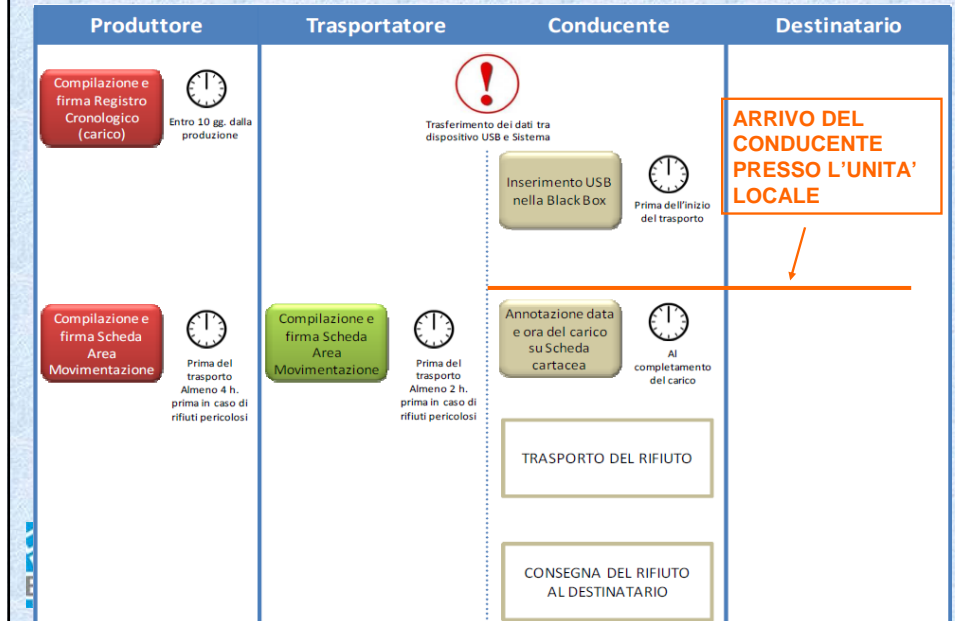 Produttore
Trasportatore
Conducente
Destinatario
Compilazione e
firma Registro
Cronologico
(carico)
Entro 10 gg. dalla
produzione
Trasferimento dei dati tra
dispositivo USB e Sistema
ARRIVO DEL
CONDUCENTE
PRESSO L’UNITA’
LOCALE
Inserimento USB
nella Black Box
Prima dell’inizio
del trasporto
Compilazione e
firma Scheda
Area
Movimentazione
Prima del
trasporto
Almeno 4 h.
prima in caso di
rifiuti pericolosi
Compilazione e
firma Scheda
Area
Movimentazione
Prima del
trasporto
Almeno 2 h.
prima in caso di
rifiuti pericolosi
Annotazione data
e ora del carico
su Scheda
cartacea
Al
completamento
del carico
TRASPORTO DEL RIFIUTO
CONSEGNA DEL RIFIUTO
AL DESTINATARIO